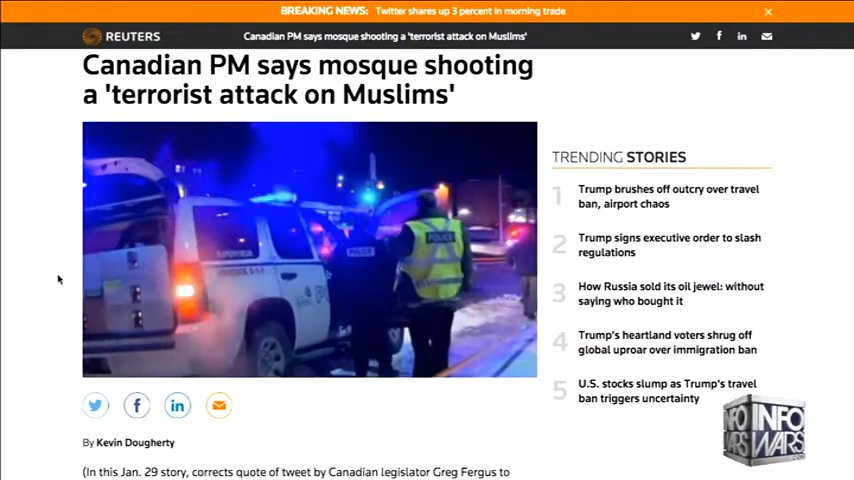 BREAKING NEWS: Twitter shares up 3 percent in morning trade
REUTERS
Canadian PM says mosque shooting a 'terrorist attack on Muslims'
Canadian PM says mosque shooting
a 'terrorist attack on Muslims'
POLICE
POLICE
TRENDING STORIES
1 Trump brushes off outcry over travel
ban, airport chaos
2 Trump signs executive order to slash
regulations
3 How Russia sold its oil jewel: without
saying who bought it
4 Trump's heartland voters shrug off
global uproar over immigration ban
5 U.S. stocks slump as Trump's travel
ban triggers uncertainty
By Kevin Dougherty
(In this Jan. 29 story, corrects quote of tweet by Canadian legislator Greg Fergus to
INFO
WARS
INFO
WARS